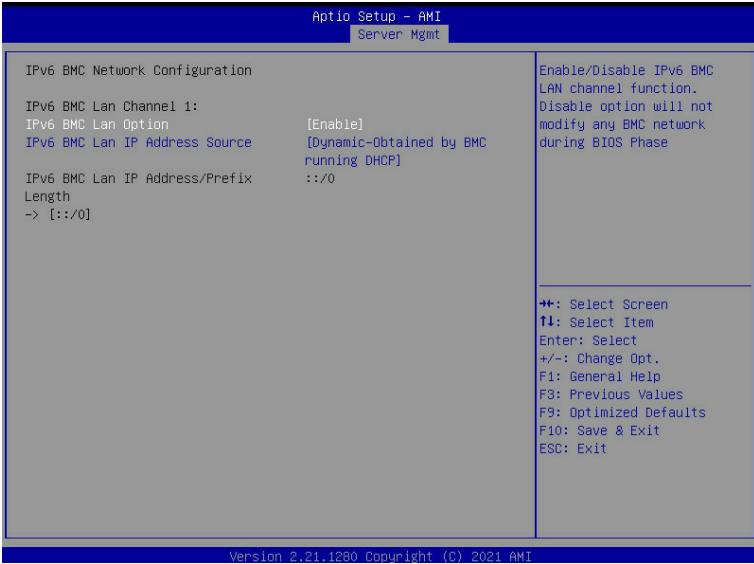 Aptio Setup - AMI
Server Mgmt
IPv6 BMC Network Configuration
IPv6 BMC Lan Channel 1:
IPv6 BMC Lan Option [Enable]
IPv6 BMC Lan IP Address Source [Dynamic-Obtained by BMC
running DHCP]
IPv6 BMC Lan IP Address/Prefix ::/0
Length
-> [::/0]
Enable/Disable IPv6 BMC
LAN channel function.
Disable option will not
modify any BMC network
during BIOS Phase
→←: Select Screen
↑↓: Select Item
Enter: Select
+/-: Change Opt.
F1: General Help
F3: Previous Values
F9: Optimized Defaults
F10: Save & Exit
ESC: Exit
Version 2.21.1280 Copyright (C) 2021 AMI